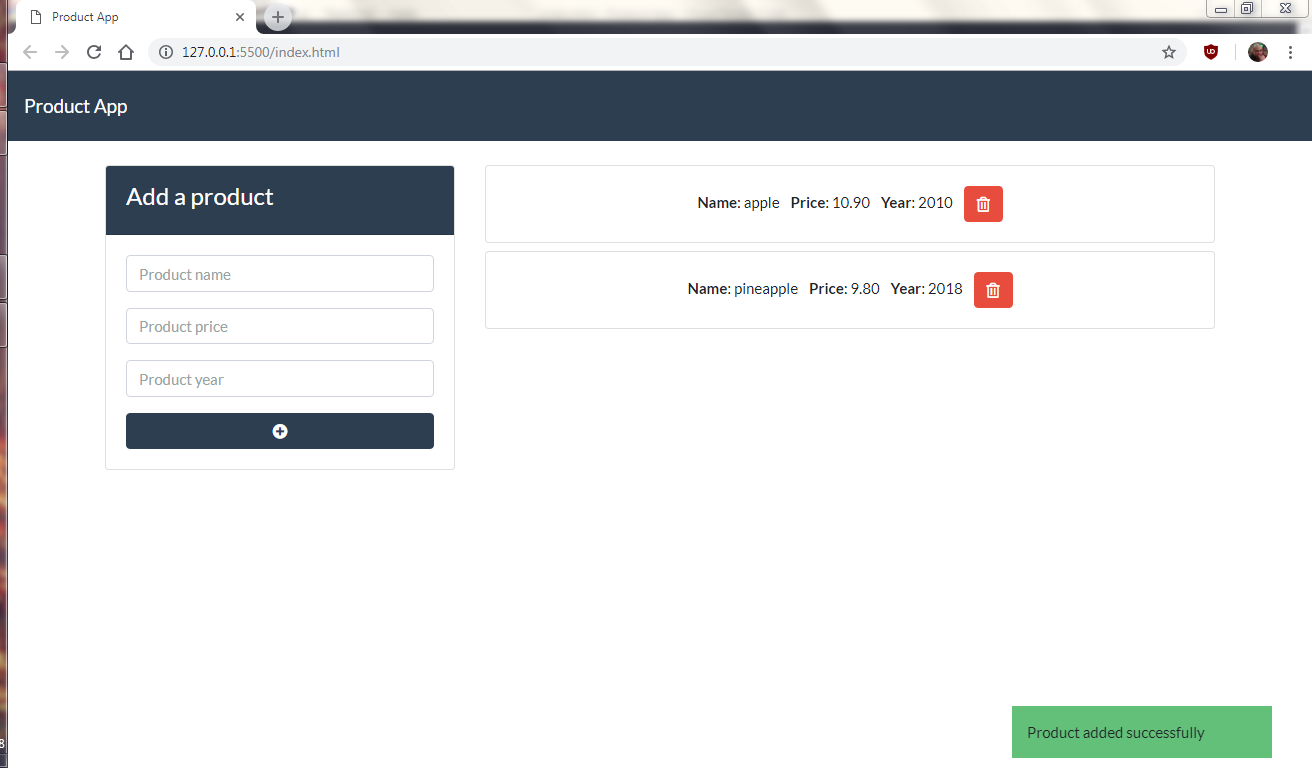 Product App
127.0.0.1:5500/index.html
Product App
Add a product
Product name
Product price
Product year
Name: apple Price: 10.90 Year: 2010
Name: pineapple Price: 9.80 Year: 2018
Product added successfully
8